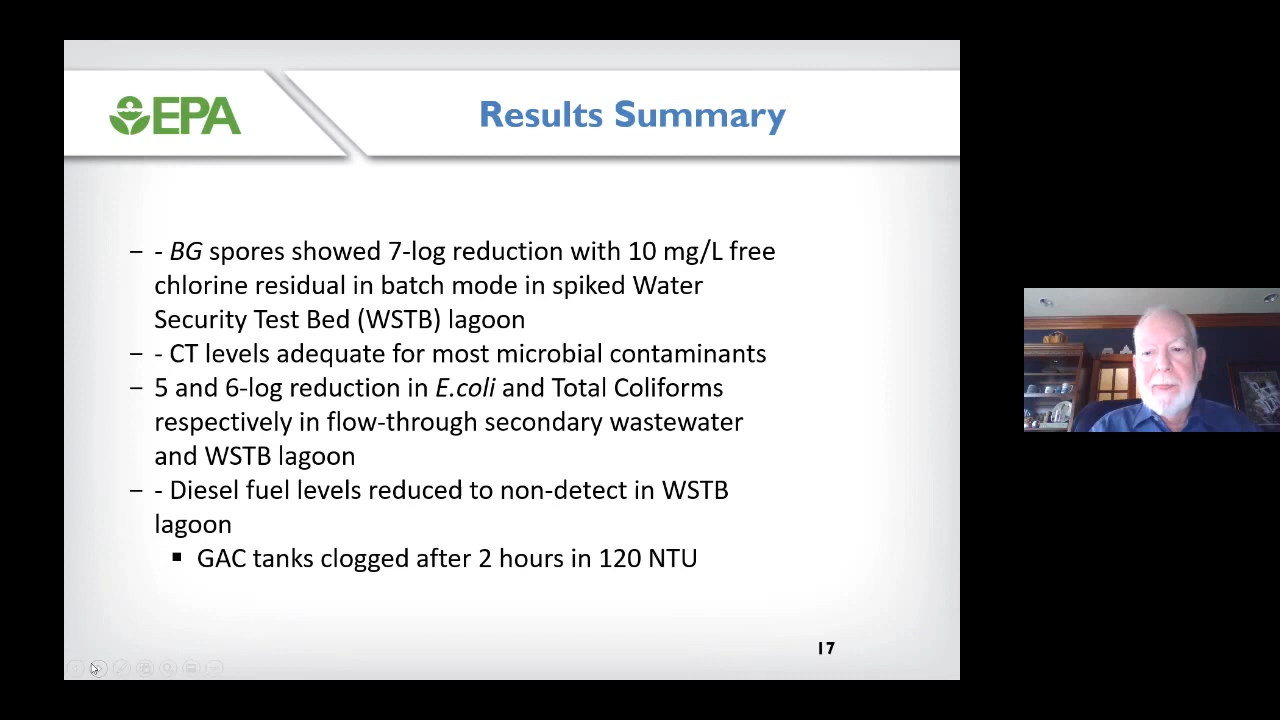 EPA
Results Summary
– - BG spores showed 7-log reduction with 10 mg/L free
chlorine residual in batch mode in spiked Water
Security Test Bed (WSTB) lagoon
– - CT levels adequate for most microbial contaminants
– 5 and 6-log reduction in E.coli and Total Coliforms
respectively in flow-through secondary wastewater
and WSTB lagoon
– - Diesel fuel levels reduced to non-detect in WSTB
lagoon
▪ GAC tanks clogged after 2 hours in 120 NTU
17